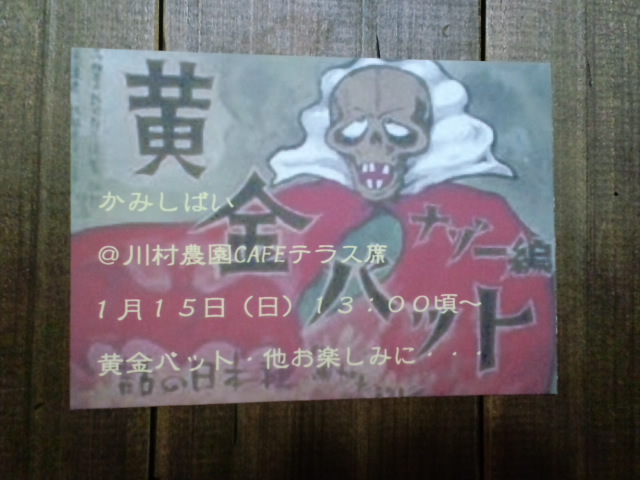 黄金バット
ナゾー編
かみしばい
@川村農園CAFEテラス席
1月15日（日）13:00頃～
黄金バット・他お楽しみに・・・